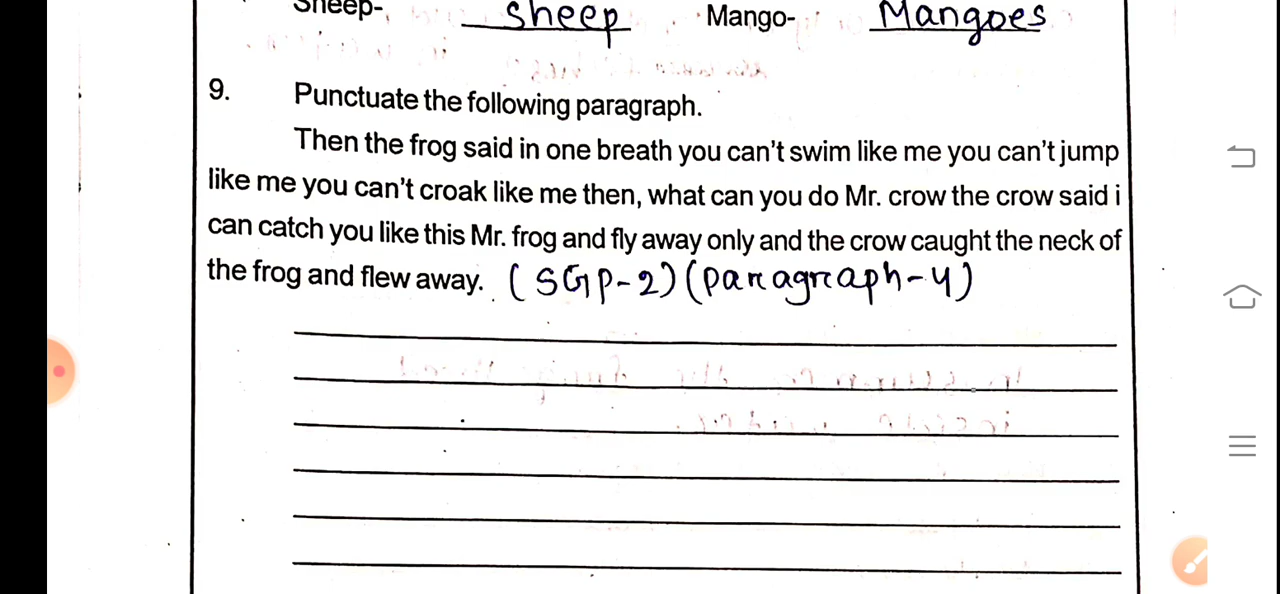 Sheep- sheep Mango- Mangoes
9. Punctuate the following paragraph.
Then the frog said in one breath you can't swim like me you can't jump
like me you can't croak like me then, what can you do Mr. crow the crow said i
can catch you like this Mr. frog and fly away only and the crow caught the neck of
the frog and flew away. (SGP-2) (paragraph-4)